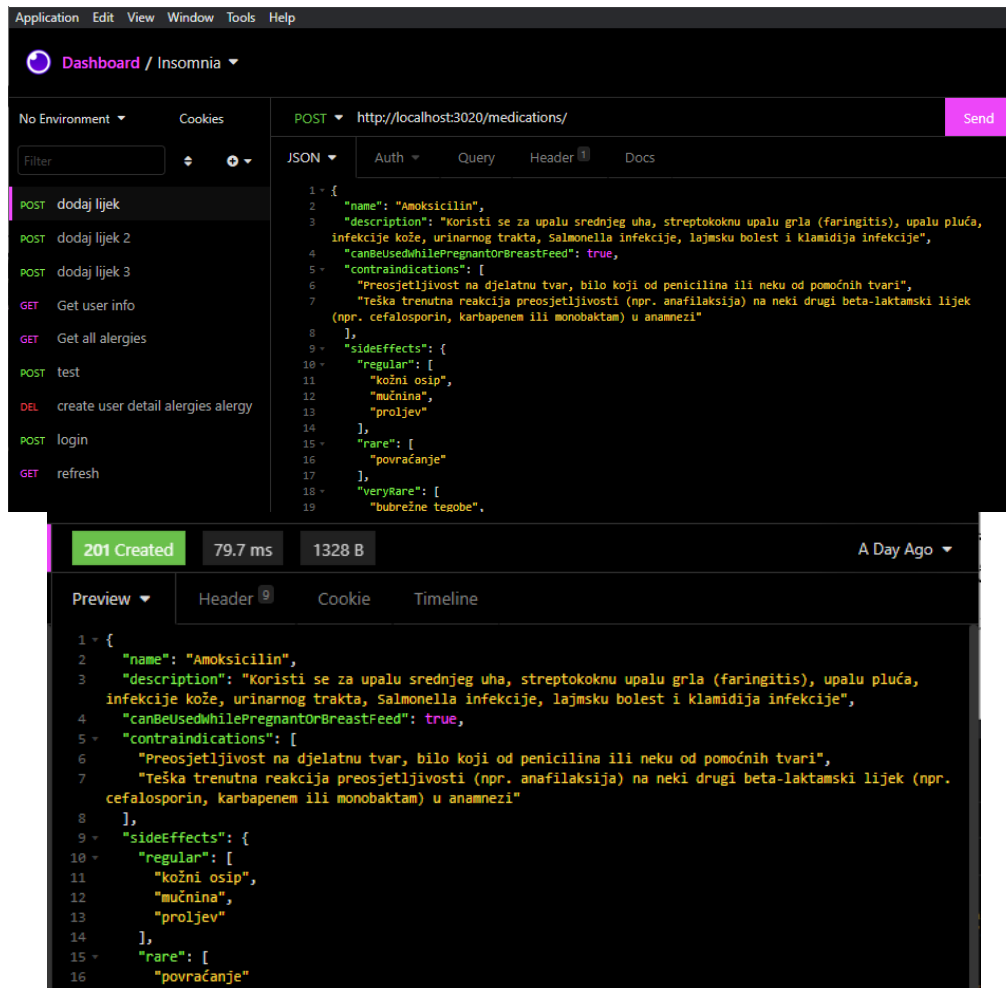 Application Edit View Window Tools Help
Dashboard / Insomnia
No Environment Cookies
POST http://localhost:3020/medications/ Send
Filter
JSON Auth Query Header 1 Docs
POST dodaj lijek
POST dodaj lijek 2
POST dodaj lijek 3
GET Get user info
GET Get all alergies
POST test
DEL create user detail alergies alergy
POST login
GET refresh
1 {
2 "name": "Amoksicilin",
3 "description": "Koristi se za upalu srednjeg uha, streptokoknu upalu grla (faringitis), upalu pluća,
infekcije kože, urinarnog trakta, Salmonella infekcije, lajmsku bolest i klamidija infekcije",
4 "canBeUsedWhilePregnantOrBreastFeed": true,
5 "contraindications": [
6 "Preosjetljivost na djelatnu tvar, bilo koji od penicilina ili neku od pomoćnih tvari",
7 "Teška trenutna reakcija preosjetljivosti (npr. anafilaksija) na neki drugi beta-laktamski lijek
(npr. cefalosporin, karbapenem ili monobaktam) u anamnezi"
8 ],
9 "sideEffects": {
10 "regular": [
11 "kožni osip",
12 "mučnina",
13 "proljev"
14 ],
15 "rare": [
16 "povraćanje"
17 ],
18 "veryRare": [
19 "bubrežne tegobe",
201 Created 79.7 ms 1328 B A Day Ago
Preview Header 9 Cookie Timeline
1 {
2 "name": "Amoksicilin",
3 "description": "Koristi se za upalu srednjeg uha, streptokoknu upalu grla (faringitis), upalu pluća,
infekcije kože, urinarnog trakta, Salmonella infekcije, lajmsku bolest i klamidija infekcije",
4 "canBeUsedWhilePregnantOrBreastFeed": true,
5 "contraindications": [
6 "Preosjetljivost na djelatnu tvar, bilo koji od penicilina ili neku od pomoćnih tvari",
7 "Teška trenutna reakcija preosjetljivosti (npr. anafilaksija) na neki drugi beta-laktamski lijek (npr.
cefalosporin, karbapenem ili monobaktam) u anamnezi"
8 ],
9 "sideEffects": {
10 "regular": [
11 "kožni osip",
12 "mučnina",
13 "proljev"
14 ],
15 "rare": [
16 "povraćanje"